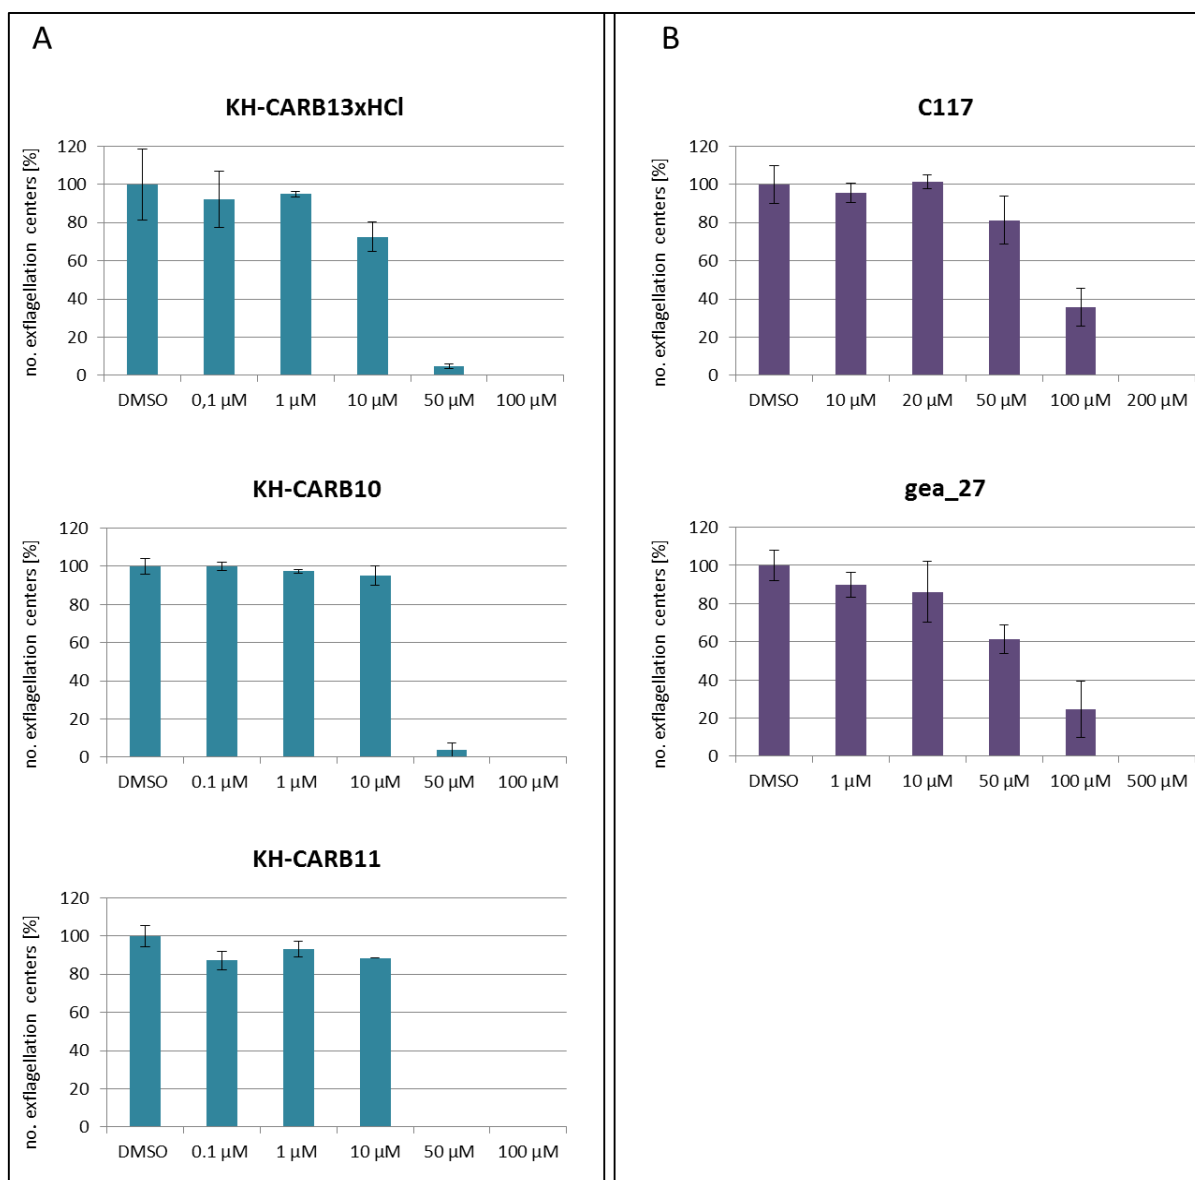 A
KH-CARB13xHCl
no. exflagellation centers [%]
120
100
80
60
40
20
0
DMSO 0,1 µM 1 µM 10 µM 50 µM 100 µM
KH-CARB10
no. exflagellation centers [%]
120
100
80
60
40
20
0
DMSO 0.1 µM 1 µM 10 µM 50 µM 100 µM
KH-CARB11
no. exflagellation centers [%]
120
100
80
60
40
20
0
DMSO 0.1 µM 1 µM 10 µM 50 µM 100 µM
B
C117
no. exflagellation centers [%]
120
100
80
60
40
20
0
DMSO 10 µM 20 µM 50 µM 100 µM 200 µM
gea_27
no. exflagellation centers [%]
120
100
80
60
40
20
0
DMSO 1 µM 10 µM 50 µM 100 µM 500 µM